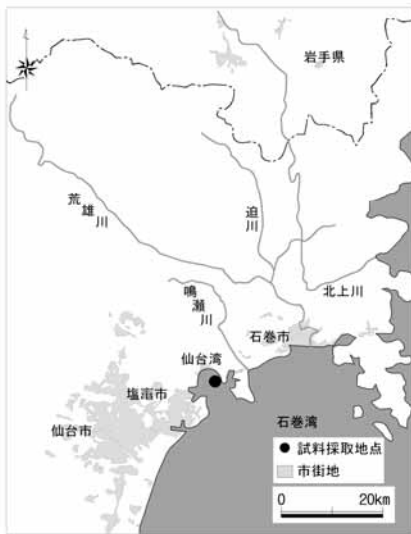 岩手県
荒雄川
迫川
鳴瀬川
北上川
石巻市
仙台湾
塩竈市
仙台市
石巻湾
試料採取地点
市街地
0 20km